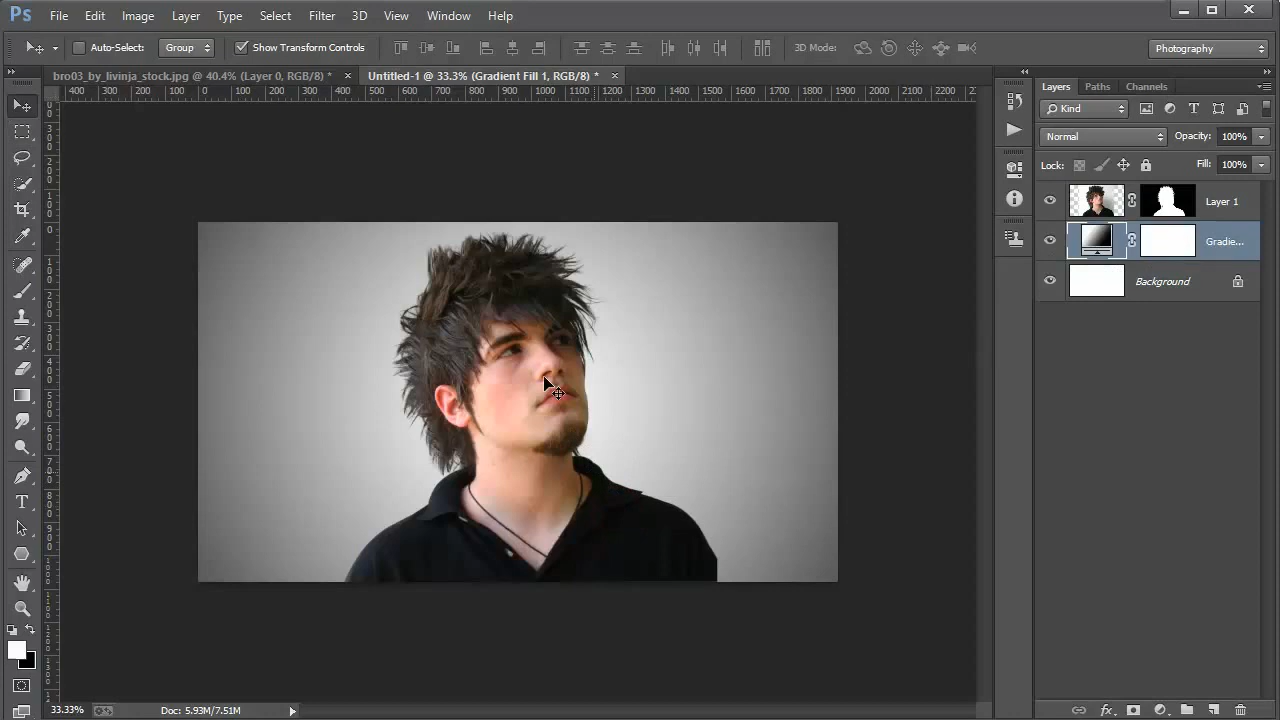 Ps File Edit Image Layer Type Select Filter 3D View Window Help
Auto-Select: Group Show Transform Controls 3D Mode: Photography
bro03_by_livinja_stock.jpg @ 40.4% (Layer 0, RGB/8) * × Untitled-1 @ 33.3% (Gradient Fill 1, RGB/8) * ×
400 300 200 100 0 100 200 300 400 500 600 700 800 900 1000 1100 1200 1300 1400 1500 1600 1700 1800 1900 2000 2100 2200
Layers Paths Channels
Kind
Normal Opacity: 100%
Lock: Fill: 100%
Layer 1
Gradie...
Background
33.33% Doc: 5.93M/7.51M